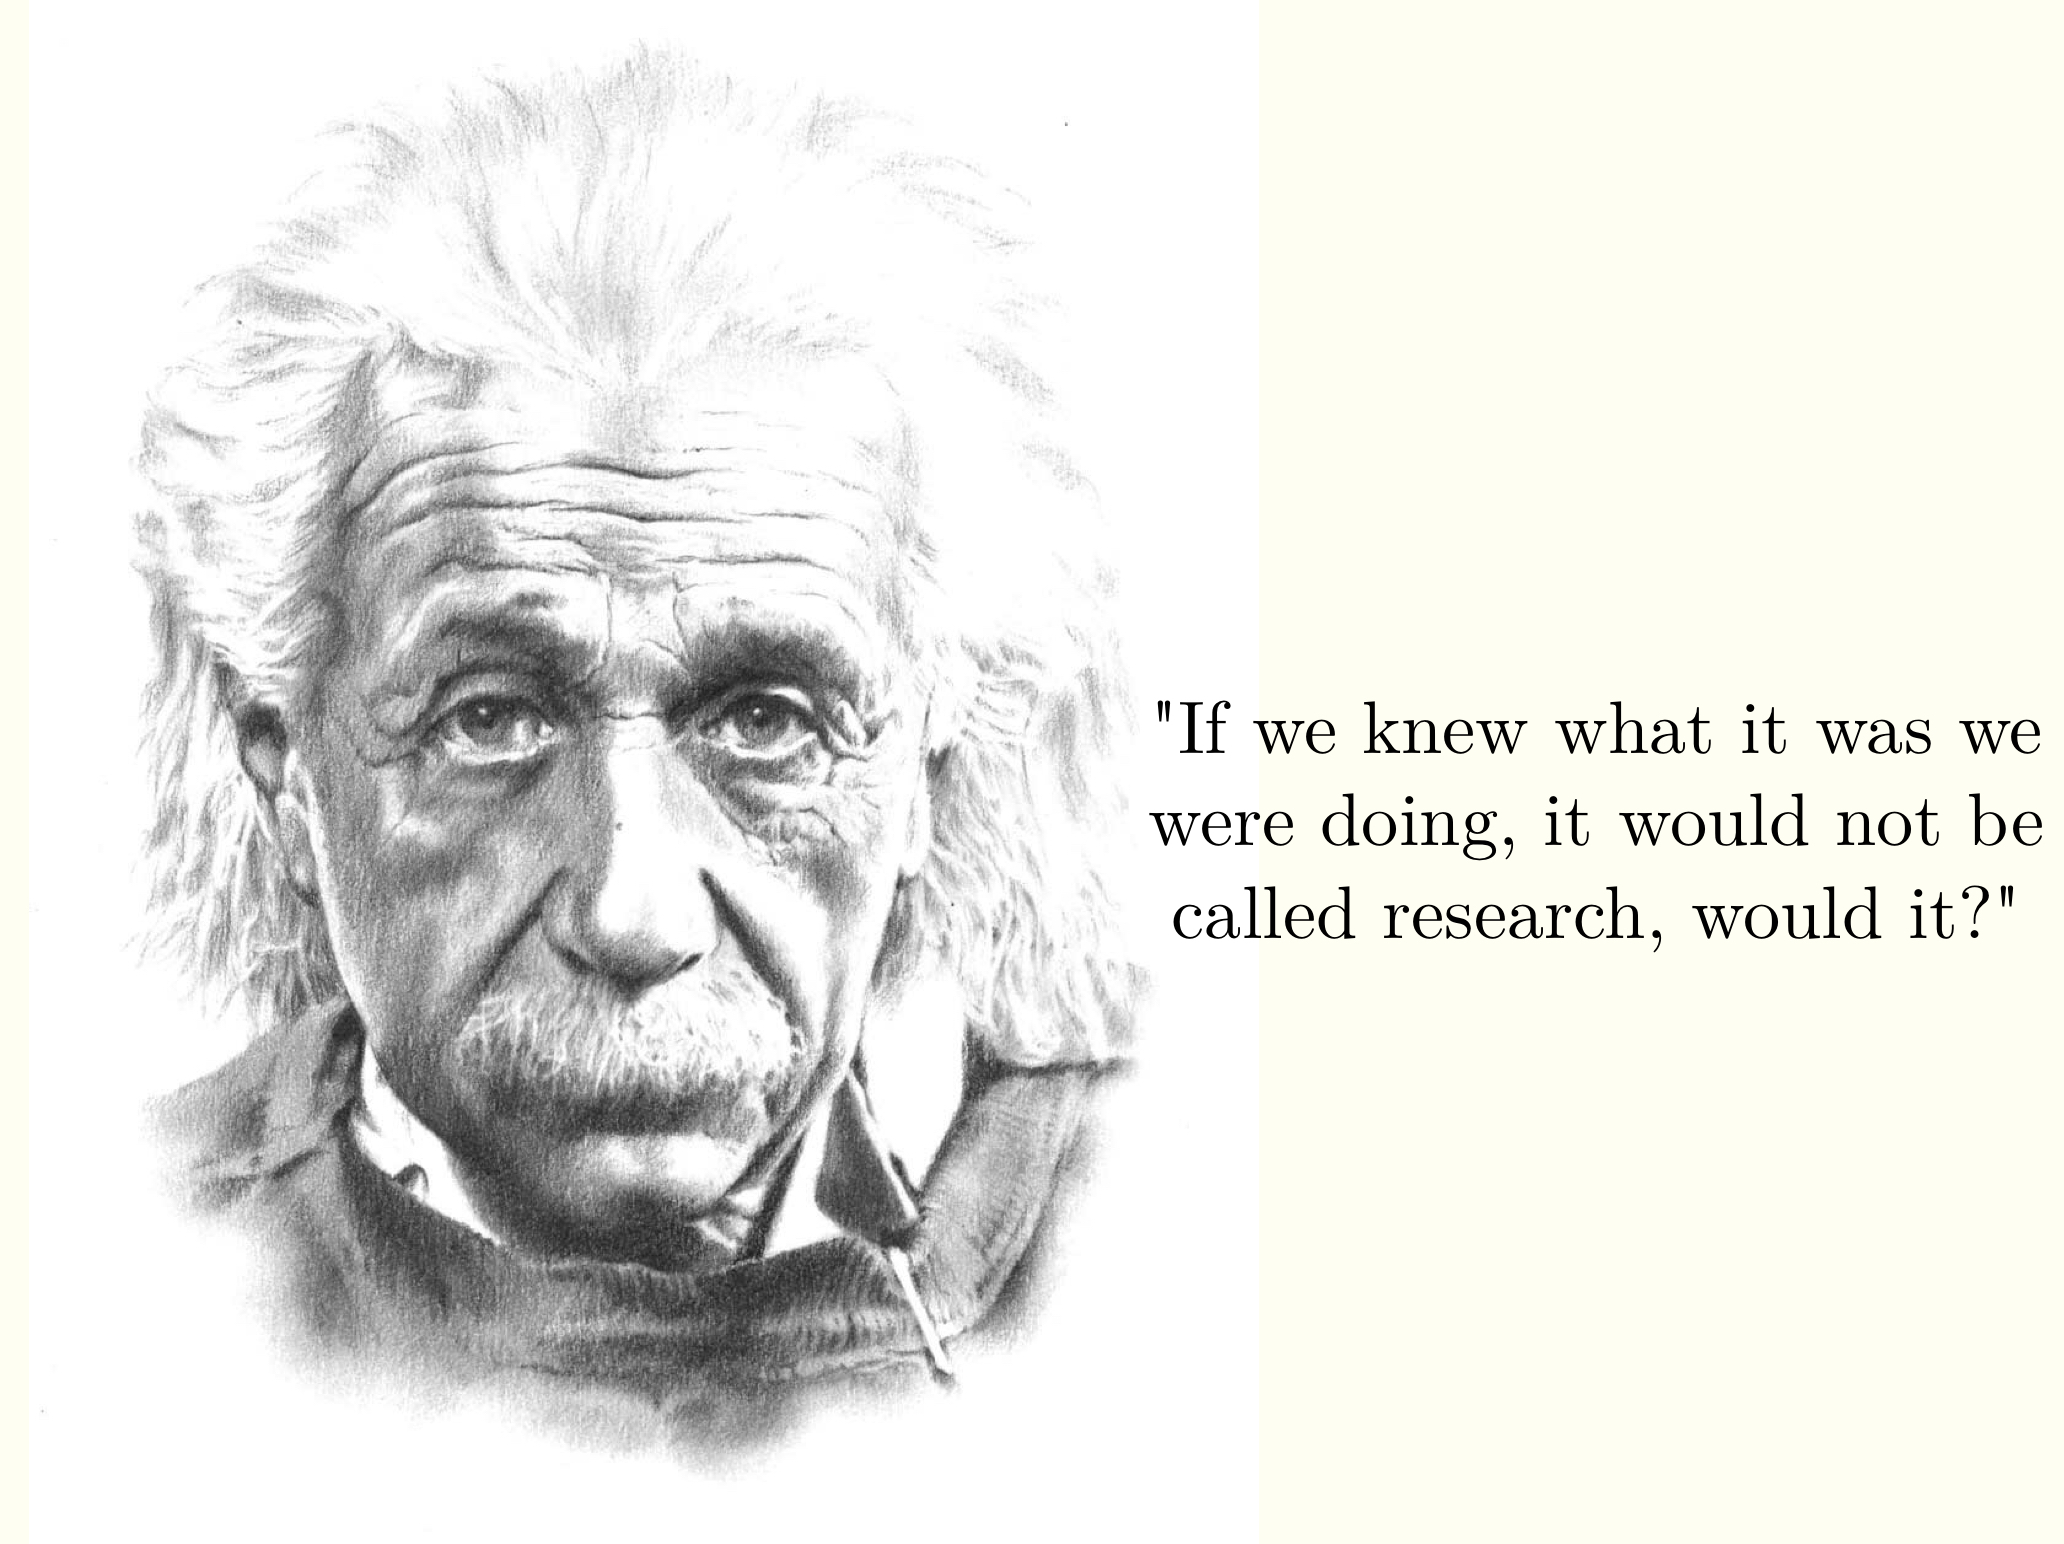 "If we knew what it was we
were doing, it would not be
called research, would it?"